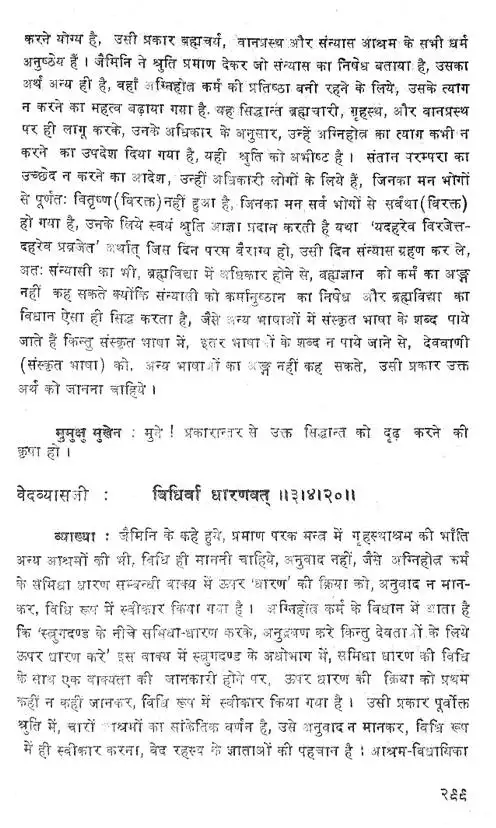 करने योग्य है, उसी प्रकार ब्रह्मचर्य, वानप्रस्थ और संन्यास आश्रम के सभी धर्म
अनुष्ठेय हैं । जैमिनि ने श्रुति प्रमाण देकर जो संन्यास का निषेध बताया है, उसका
अर्थ अन्य ही है, वहाँ अग्निहोत्र कर्म की प्रतिष्ठा बनी रहने के लिये, उसके त्याग
न करने का महत्व बढ़ाया गया है. यह सिद्धान्त ब्रह्मचारी, गृहस्थ, और वानप्रस्थ
पर ही लागू करके, उनके अधिकार के अनुसार, उन्हें अग्निहोत्र का त्याग कभी न
करने का उपदेश दिया गया है, यही श्रुति को अभीष्ट है । संतान परम्परा का
उच्छेद न करने का आदेश, उन्हीं अधिकारी लोगों के लिये हैं, जिनका मन भोगों
से पूर्णतः वितृष्ण (विरक्त) नहीं हुआ है, जिनका मन सर्व भोगों से सर्वथा (विरक्त)
हो गया है, उनके लिये स्वयं श्रुति आज्ञा प्रदान करती है यथा 'यदहरेव विरजेत्त-
दहरेव प्रव्रजेत' अर्थात् जिस दिन परम वैराग्य हो, उसी दिन संन्यास ग्रहण कर ले,
अतः संन्यासी का भी, ब्रह्मविद्या में अधिकार होने से, ब्रह्मज्ञान को कर्म का अङ्ग
नहीं कह सकते क्योंकि संन्यासी को कर्मानुष्ठान का निषेध और ब्रह्मविद्या का
विधान ऐसा ही सिद्ध करता है, जैसे अन्य भाषाओं में संस्कृत भाषा के शब्द पाये
जाते हैं किन्तु संस्कृत भाषा में, इतर भाषाओं के शब्द न पाये जाने से, देववाणी
(संस्कृत भाषा) को, अन्य भाषाओं का अङ्ग नहीं कह सकते, उसी प्रकार उक्त
अर्थ को जानना चाहिये ।
मुमुक्षु मुखेन : मुने ! प्रकारान्तर से उक्त सिद्धान्त को दृढ़ करने की
कृपा हो ।
वेदव्यासजी : बिधिर्वा धारणवत् ॥३।४।२०॥
व्याख्या : जैमिनि के कहे हुये, प्रमाण परक मन्त्र में गृहस्थाश्रम की भाँति
अन्य आश्रमों की भी, विधि ही माननी चाहिये, अनुवाद नहीं, जैसे अग्निहोत्र कर्म
के समिधा धारण सम्बन्धी वाक्य में ऊपर 'धारण' की क्रिया को, अनुवाद न मान-
कर, विधि रूप में स्वीकार किया गया है । अग्निहोत्र कर्म के विधान में आता है
कि 'स्त्रुगदण्ड के नीचे समिधा-धारण करके, अनुद्रवण करे किन्तु देवताओं के लिये
ऊपर धारण करे' इस वाक्य में स्त्रुगदण्ड के अधोभाग में, समिधा धारण की विधि
के साथ एक वाक्यता की जानकारी होने पर, ऊपर धारण की क्रिया को प्रथम
कहीं न कहीं जानकर, विधि रूप में स्वीकार किया गया है । उसी प्रकार पूर्वोक्त
श्रुति में, चारों आश्रमों का सांकेतिक वर्णन है, उसे अनुवाद न मानकर, विधि रूप
में ही स्वीकार करना, वेद रहस्य के ज्ञाताओं की पहचान है । आश्रम-विधायिका
२९९